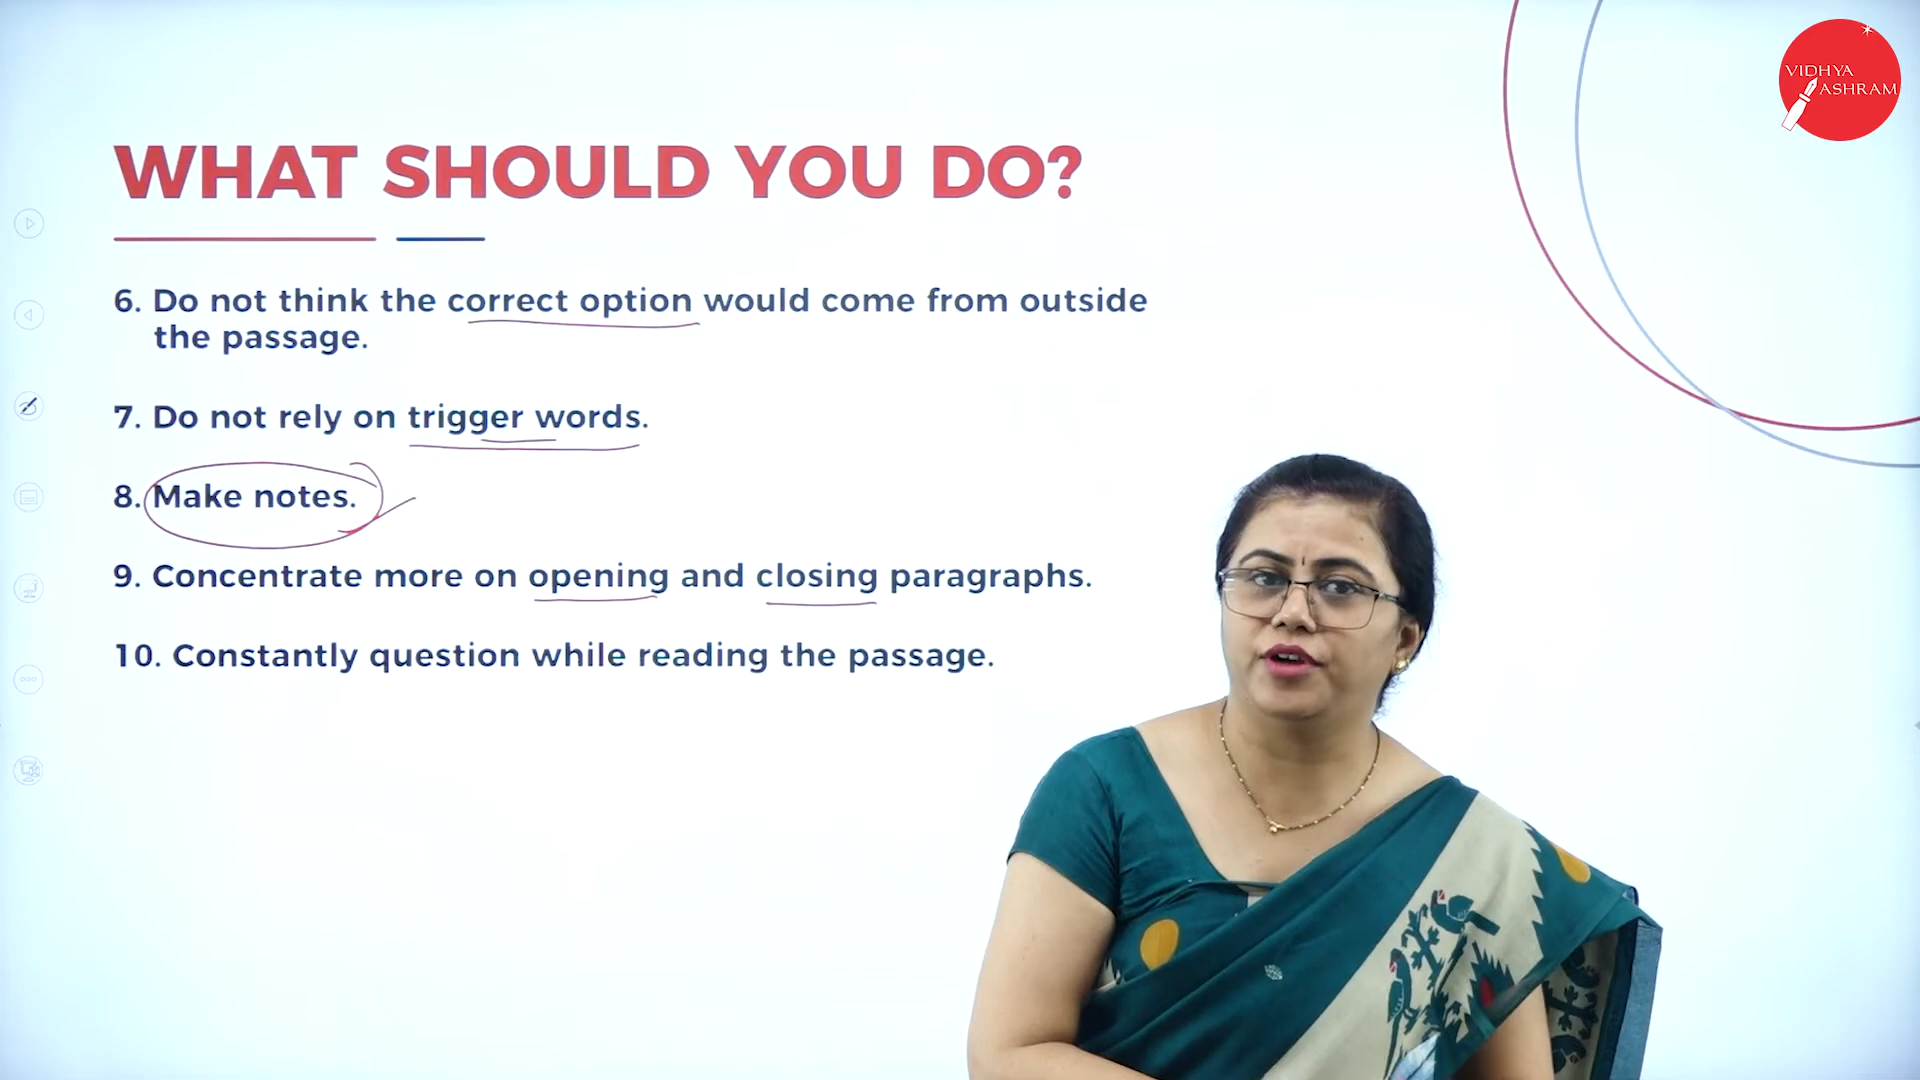 VIDHYA
ASHRAM
WHAT SHOULD YOU DO?
6. Do not think the correct option would come from outside
the passage.
7. Do not rely on trigger words.
8. Make notes.
9. Concentrate more on opening and closing paragraphs.
10. Constantly question while reading the passage.